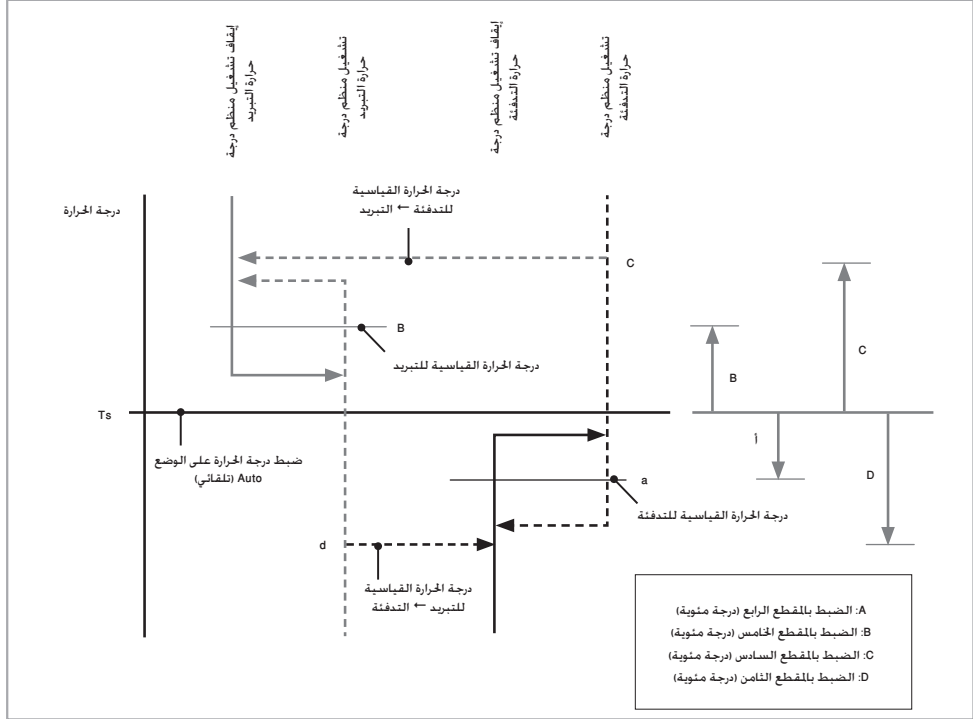 إيقاف تشغيل منظم درجة
حرارة التبريد
تشغيل منظم درجة
حرارة التبريد
إيقاف تشغيل منظم درجة
حرارة التدفئة
تشغيل منظم درجة
حرارة التدفئة
درجة الحرارة
درجة الحرارة القياسية
للتدفئة ← التبريد
C
B
درجة الحرارة القياسية للتبريد
Ts
ضبط درجة الحرارة على الوضع
Auto (تلقائي)
a
درجة الحرارة القياسية للتدفئة
d
درجة الحرارة القياسية
للتبريد ← التدفئة
B
C
أ
D
A: الضبط بالمقطع الرابع (درجة مئوية)
B: الضبط بالمقطع الخامس (درجة مئوية)
C: الضبط بالمقطع السادس (درجة مئوية)
D: الضبط بالمقطع الثامن (درجة مئوية)